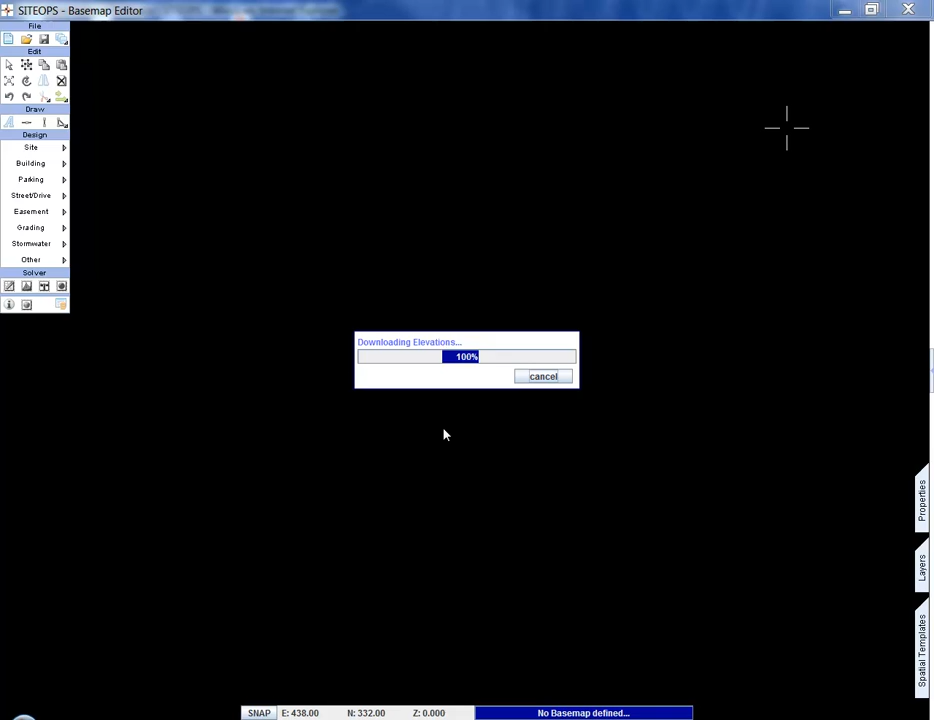 SITEOPS - Basemap Editor
File
Edit
Draw
Design
Site
Building
Parking
Street/Drive
Easement
Grading
Stormwater
Other
Solver
Downloading Elevations...
100%
cancel
Properties
Layers
Spatial Templates
SNAP E: 438.00 N: 332.00 Z: 0.000 No Basemap defined...